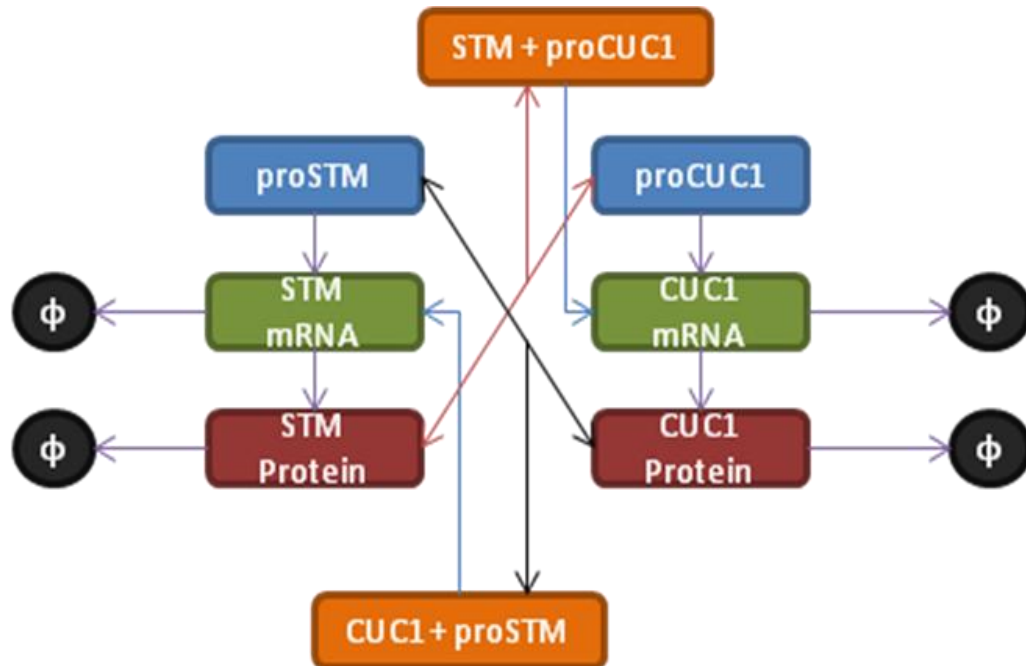 STM + proCUC1
proSTM
proCUC1
STM
mRNA
CUC1
mRNA
ϕ
ϕ
STM
Protein
CUC1
Protein
ϕ
ϕ
CUC1 + proSTM